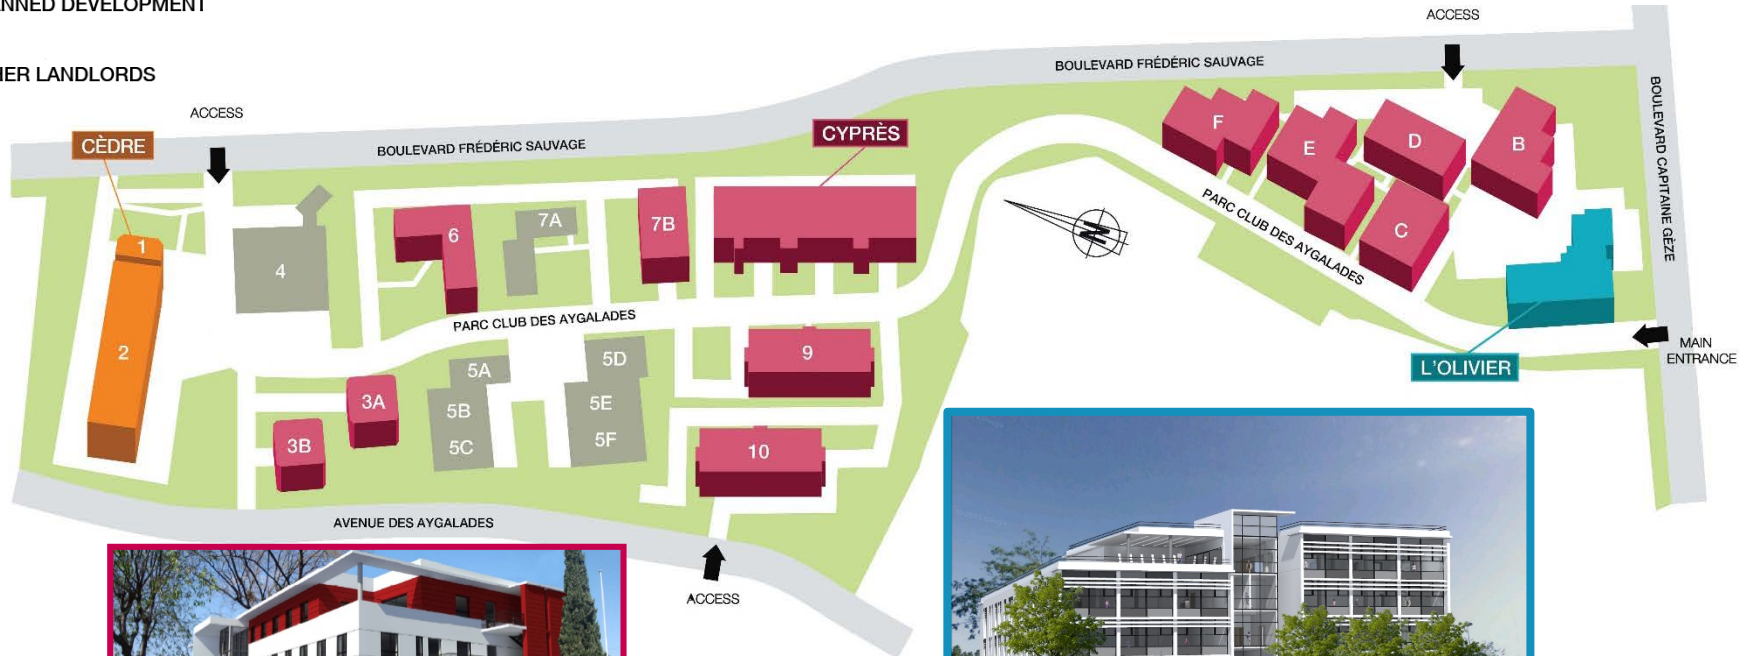 DEVELOPMENT
LANDLORDS
ACCESS
ACCESS
BOULEVARD FRÉDÉRIC SAUVAGE
BOULEVARD FRÉDÉRIC SAUVAGE
BOULEVARD CAPITAINE GÈZE
CÈDRE
CYPRÈS
1
2
4
6
7A
7B
F
E
D
B
C
PARC CLUB DES AYGALADES
PARC CLUB DES AYGALADES
N
3A
3B
5A
5B
5C
5D
5E
5F
9
10
L'OLIVIER
MAIN
ENTRANCE
AVENUE DES AYGALADES
ACCESS